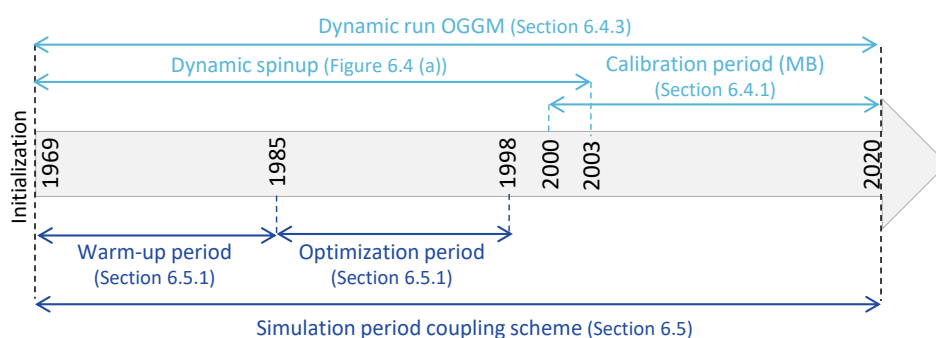 Dynamic run OGGM (Section 6.4.3)
Dynamic spinup (Figure 6.4 (a))
Calibration period (MB)
(Section 6.4.1)
Initialization
1969
1985
1998
2000
2003
2020
Warm-up period
(Section 6.5.1)
Optimization period
(Section 6.5.1)
Simulation period coupling scheme (Section 6.5)